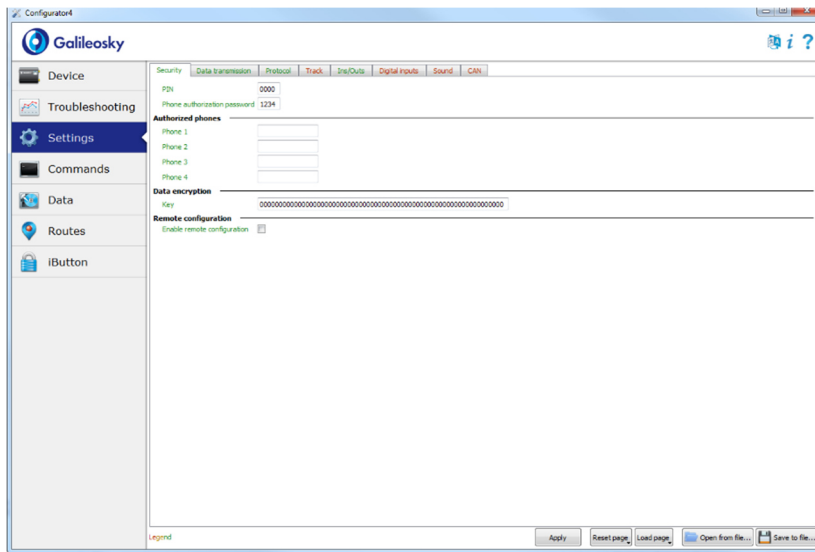 Configurator4
Galileosky
i ?
Device
Troubleshooting
Settings
Commands
Data
Routes
iButton
Security Data transmission Protocol Track Ins/Outs Digital inputs Sound CAN
PIN 0000
Phone authorization password 1234
Authorized phones
Phone 1
Phone 2
Phone 3
Phone 4
Data encryption
Key
Remote configuration
Enable remote configuration
Legend Apply Reset page Load page Open from file... Save to file...